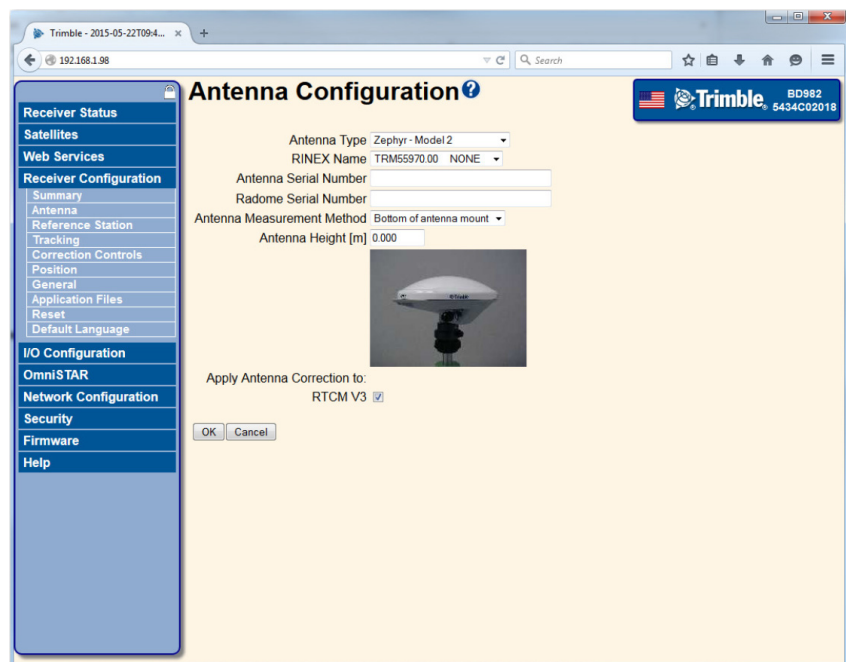 Trimble - 2015-05-22T09:4...
192.168.1.98
Search
Antenna Configuration?
Trimble
BD982
5434C02018
Receiver Status
Satellites
Web Services
Receiver Configuration
Summary
Antenna
Reference Station
Tracking
Correction Controls
Position
General
Application Files
Reset
Default Language
I/O Configuration
OmniSTAR
Network Configuration
Security
Firmware
Help
Antenna Type Zephyr - Model 2
RINEX Name TRM55970.00 NONE
Antenna Serial Number
Radome Serial Number
Antenna Measurement Method Bottom of antenna mount
Antenna Height [m] 0.000
Trimble
Apply Antenna Correction to:
RTCM V3
OK Cancel